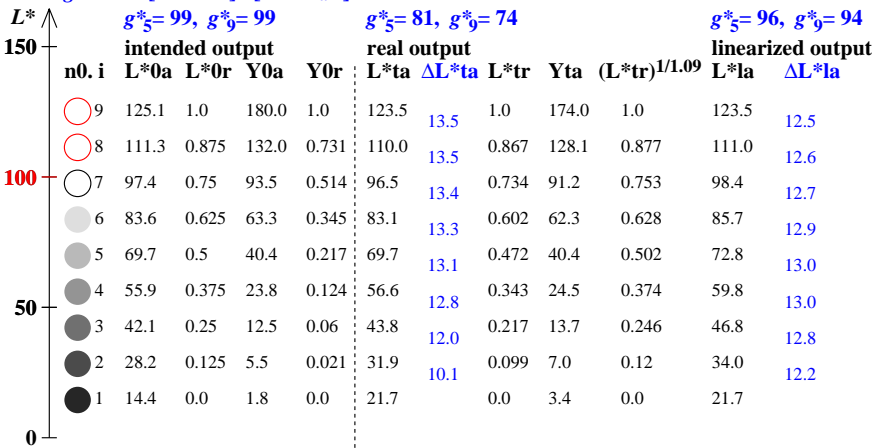 L* g*5= 99, g*9= 99 g*5= 81, g*9= 74 g*5= 96, g*9= 94
150 intended output real output linearized output
n0. i L*0a L*0r Y0a Y0r L*ta ΔL*ta L*tr Yta (L*tr)1/1.09 L*la ΔL*la
9 125.1 1.0 180.0 1.0 123.5 1.0 174.0 1.0 123.5
13.5 12.5
8 111.3 0.875 132.0 0.731 110.0 0.867 128.1 0.877 111.0
13.5 12.6
100 7 97.4 0.75 93.5 0.514 96.5 0.734 91.2 0.753 98.4
13.4 12.7
6 83.6 0.625 63.3 0.345 83.1 0.602 62.3 0.628 85.7
13.3 12.9
5 69.7 0.5 40.4 0.217 69.7 0.472 40.4 0.502 72.8
13.1 13.0
4 55.9 0.375 23.8 0.124 56.6 0.343 24.5 0.374 59.8
50 12.8 13.0
3 42.1 0.25 12.5 0.06 43.8 0.217 13.7 0.246 46.8
12.0 12.8
2 28.2 0.125 5.5 0.021 31.9 0.099 7.0 0.12 34.0
10.1 12.2
1 14.4 0.0 1.8 0.0 21.7 0.0 3.4 0.0 21.7
0